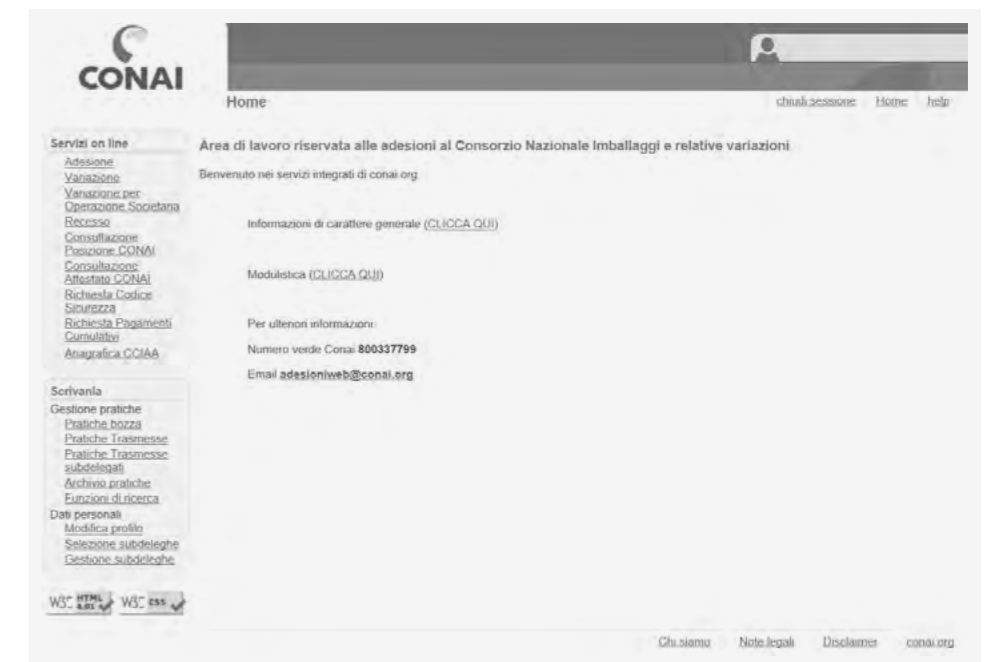 CONAI
Home
chiudi sessione Home help
Servizi on line
Adesione
Variazione
Variazione per
Operazione Societaria
Recesso
Consultazione
Posizione CONAI
Consultazione
Attestato CONAI
Richiesta Codice
Sicurezza
Richiesta Pagamenti
Cumulativi
Anagrafica CCIAA
Scrivania
Gestione pratiche
Pratiche bozza
Pratiche Trasmesse
Pratiche Trasmesse
subdelegati
Archivio pratiche
Funzioni di ricerca
Dati personali
Modifica profilo
Selezione subdeleghe
Gestione subdeleghe
W3C HTML 4.01 W3C css
Area di lavoro riservata alle adesioni al Consorzio Nazionale Imballaggi e relative variazioni
Benvenuto nei servizi integrati di conai.org
Informazioni di carattere generale (CLICCA QUI)
Modulistica (CLICCA QUI)
Per ulteriori informazioni:
Numero verde Conai 800337799
Email adesioniweb@conai.org
Chi siamo Note legali Disclaimer conai.org